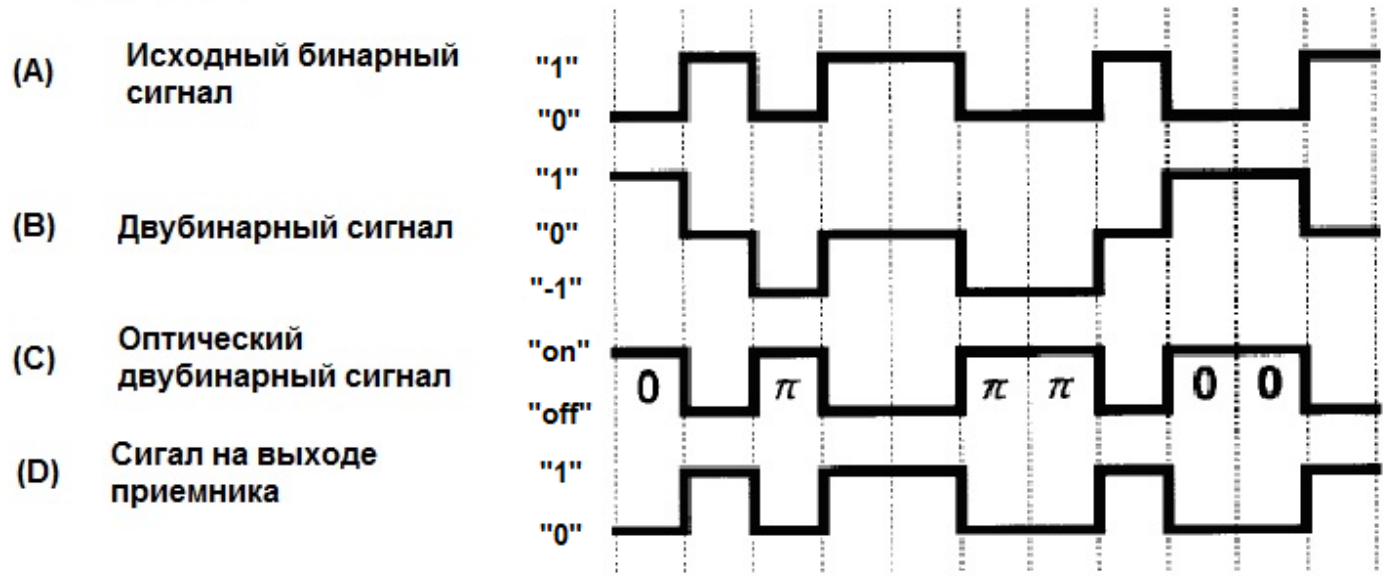 (A) Исходный бинарный
сигнал
"1"
"0"
(B) Двубинарный сигнал
"1"
"0"
"-1"
(C) Оптический
двубинарный сигнал
"on"
"off"
0 π π π 0 0
(D) Сигал на выходе
приемника
"1"
"0"